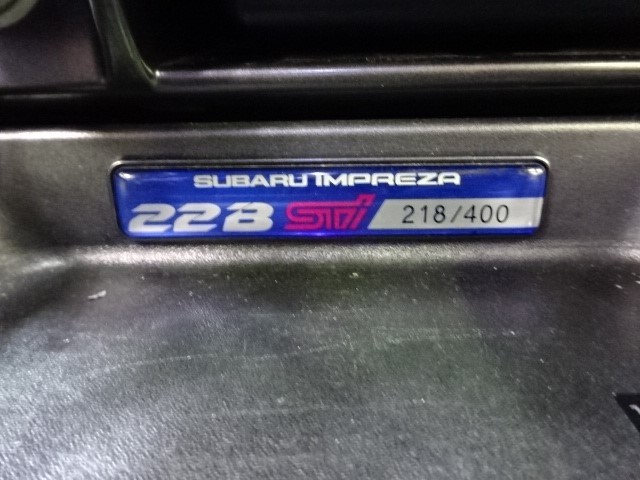 SUBARU IMPREZA
22B STi 218/400